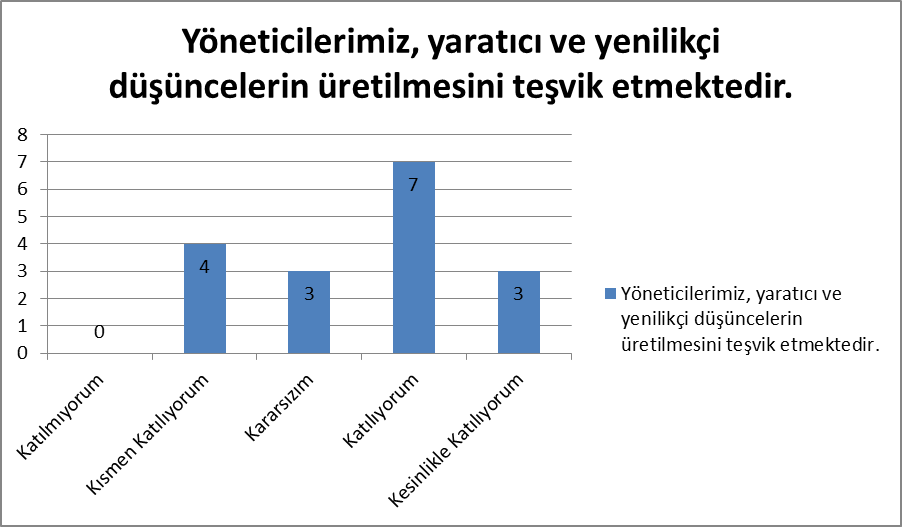 Yöneticilerimiz, yaratıcı ve yenilikçi
düşüncelerin üretilmesini teşvik etmektedir.
8
7
6
5
4
3
2
1
0
0
4
3
7
3
Katılmıyorum
Kısmen Katılıyorum
Kararsızım
Katılıyorum
Kesinlikle Katılıyorum
Yöneticilerimiz, yaratıcı ve
yenilikçi düşüncelerin
üretilmesini teşvik etmektedir.